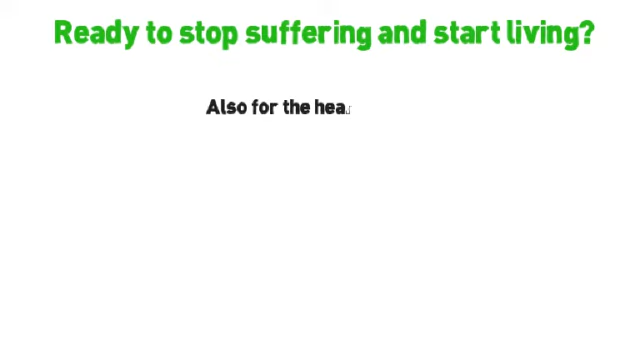 Ready to stop suffering and start living?
Also for the hea